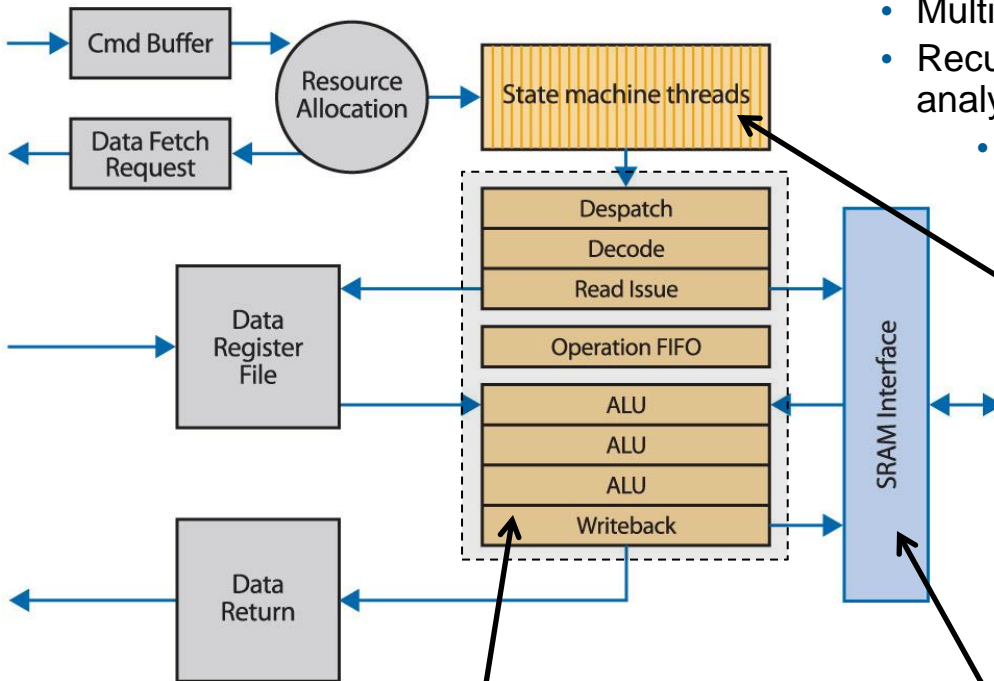 Cmd Buffer
Resource
Allocation
State machine threads
Data Fetch
Request
Despatch
Decode
Read Issue
Operation FIFO
ALU
ALU
ALU
Writeback
Data
Register
File
SRAM Interface
Data
Return
•
•
•